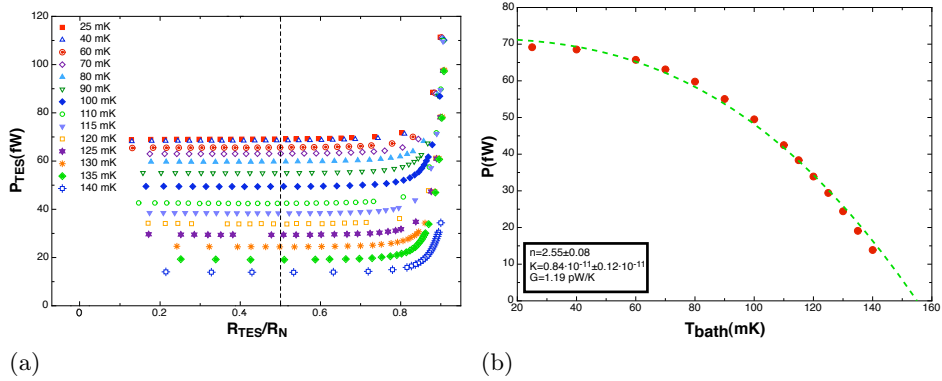 (a)
120
100
80
60
40
20
0
P_TES(fW)
25 mK
40 mK
60 mK
70 mK
80 mK
90 mK
100 mK
110 mK
115 mK
120 mK
125 mK
130 mK
135 mK
140 mK
0.0 0.2 0.4 0.6 0.8
R_TES/R_N
(a)
(b)
80
70
60
50
40
30
20
10
0
P(fW)
n=2.55±0.08
K=0.84·10⁻¹¹±0.12·10⁻¹¹
G=1.19 pW/K
20 40 60 80 100 120 140 160
T_bath(mK)
(b)